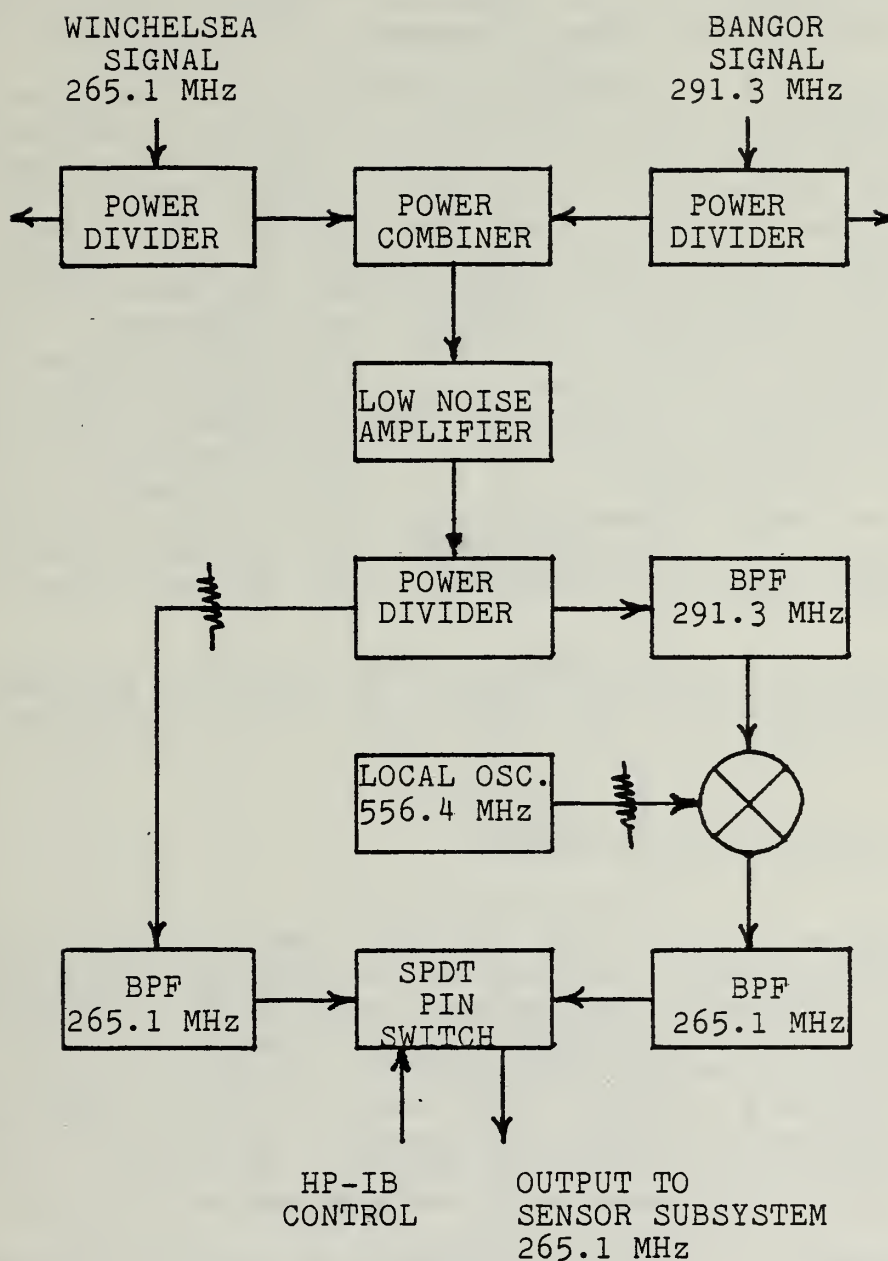 WINCHELSEA
SIGNAL
265.1 MHz
BANGOR
SIGNAL
291.3 MHz
POWER
DIVIDER
POWER
COMBINER
POWER
DIVIDER
LOW NOISE
AMPLIFIER
POWER
DIVIDER
BPF
291.3 MHz
LOCAL OSC.
556.4 MHz
BPF
265.1 MHz
SPDT
PIN
SWITCH
BPF
265.1 MHz
HP-IB
CONTROL
OUTPUT TO
SENSOR SUBSYSTEM
265.1 MHz